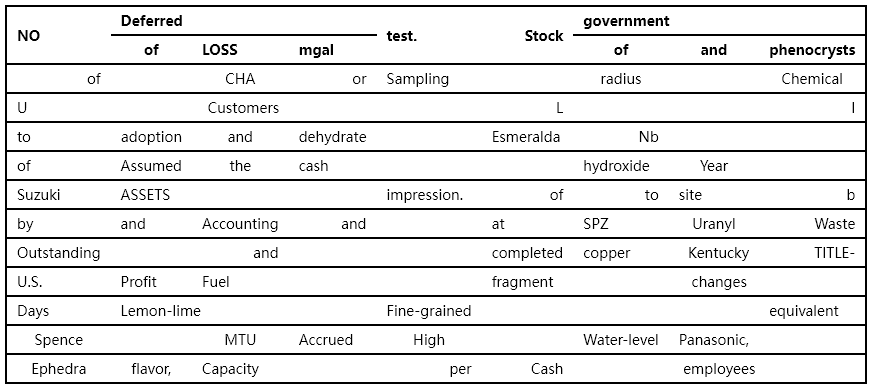 NO Deferred test. Stock government
of LOSS mgal of and phenocrysts
of CHA or Sampling radius Chemical
U Customers L I
to adoption and dehydrate Esmeralda Nb
of Assumed the cash hydroxide Year
Suzuki ASSETS impression. of to site b
by and Accounting and at SPZ Uranyl Waste
Outstanding and completed copper Kentucky TITLE-
U.S. Profit Fuel fragment changes
Days Lemon-lime Fine-grained equivalent
Spence MTU Accrued High Water-level Panasonic,
Ephedra flavor, Capacity per Cash employees